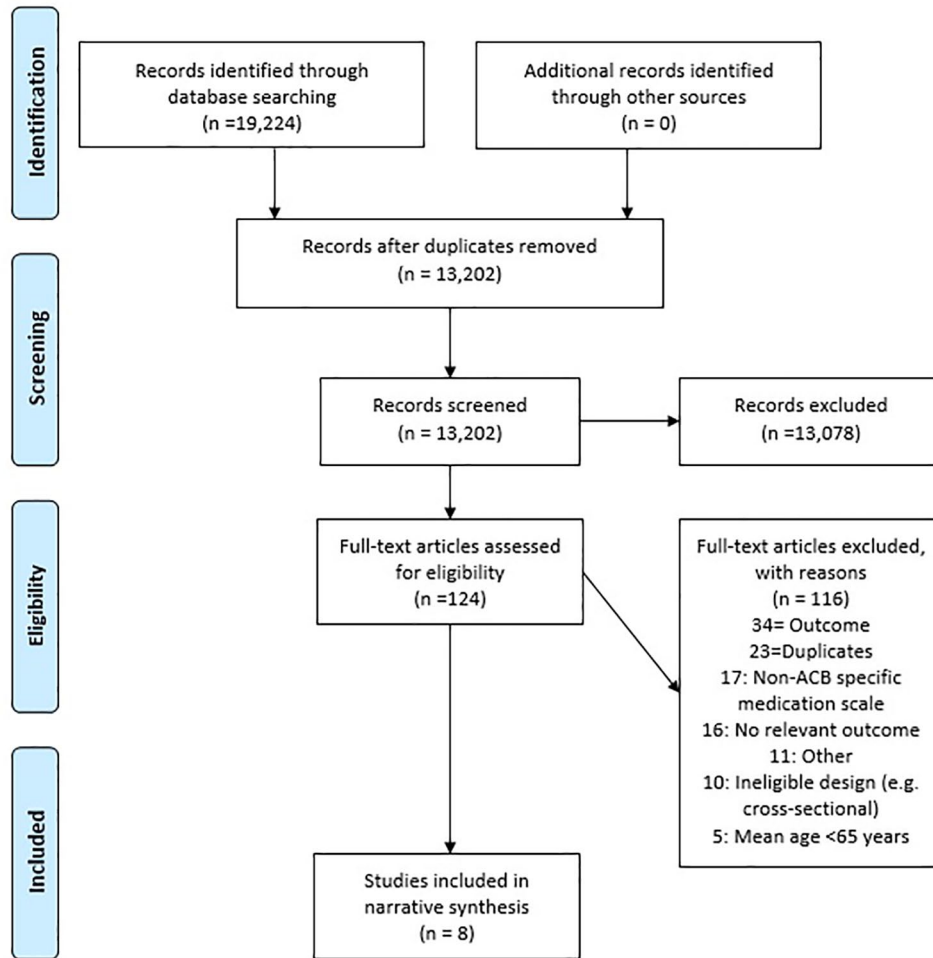 Identification
Records identified through
database searching
(n =19,224)
Additional records identified
through other sources
(n = 0)
Records after duplicates removed
(n = 13,202)
Screening
Records screened
(n = 13,202)
Records excluded
(n =13,078)
Eligibility
Full-text articles assessed
for eligibility
(n =124)
Full-text articles excluded,
with reasons
(n = 116)
34= Outcome
23=Duplicates
17: Non-ACB specific
medication scale
16: No relevant outcome
11: Other
10: Ineligible design (e.g.
cross-sectional)
5: Mean age <65 years
Included
Studies included in
narrative synthesis
(n = 8)